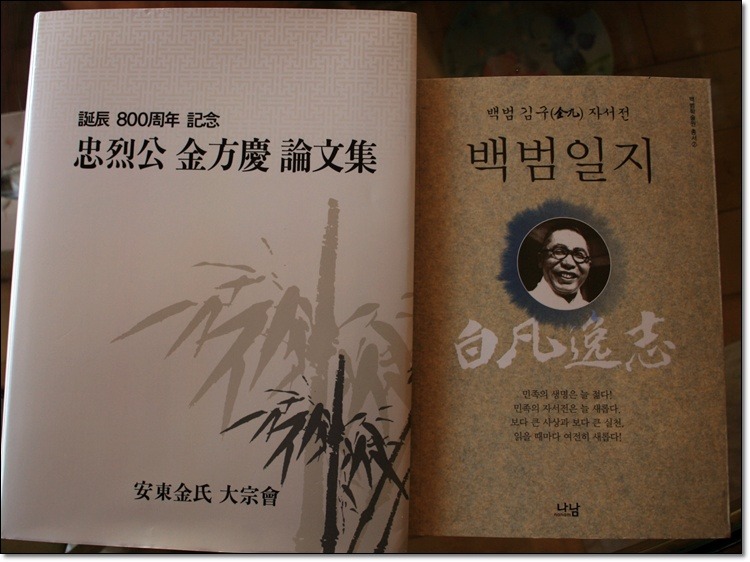 誕辰 800周年 記念
忠烈公 金方慶 論文集
安東金氏 大宗會
백범 김구(金九) 자서전
백범일지
白凡逸志
민족의 생명은 늘 젊다!
민족의 자서전은 늘 새롭다.
보다 큰 사상과 보다 큰 실천,
읽을 때마다 여전히 새롭다!
나남